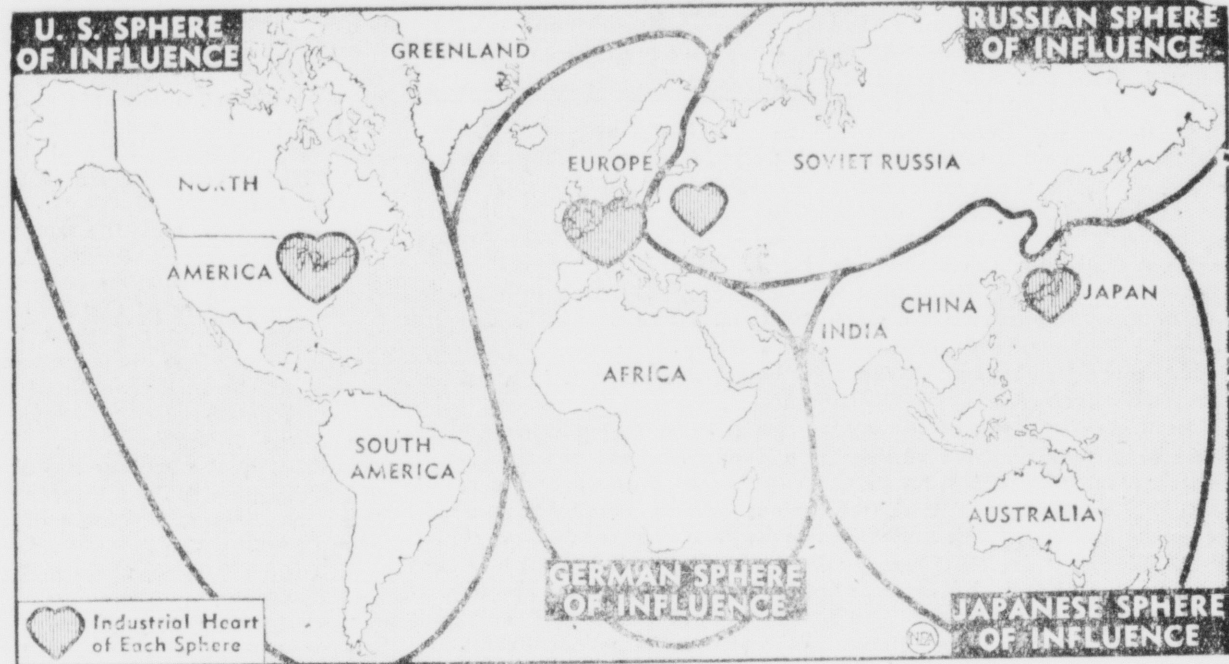 U. S. SPHERE
OF INFLUENCE
GREENLAND
RUSSIAN SPHERE
OF INFLUENCE
EUROPE
SOVIET RUSSIA
NORTH
AMERICA
CHINA
JAPAN
INDIA
AFRICA
SOUTH
AMERICA
AUSTRALIA
GERMAN SPHERE
OF INFLUENCE
JAPANESE SPHERE
OF INFLUENCE
Industrial Heart
of Each Sphere
NEA